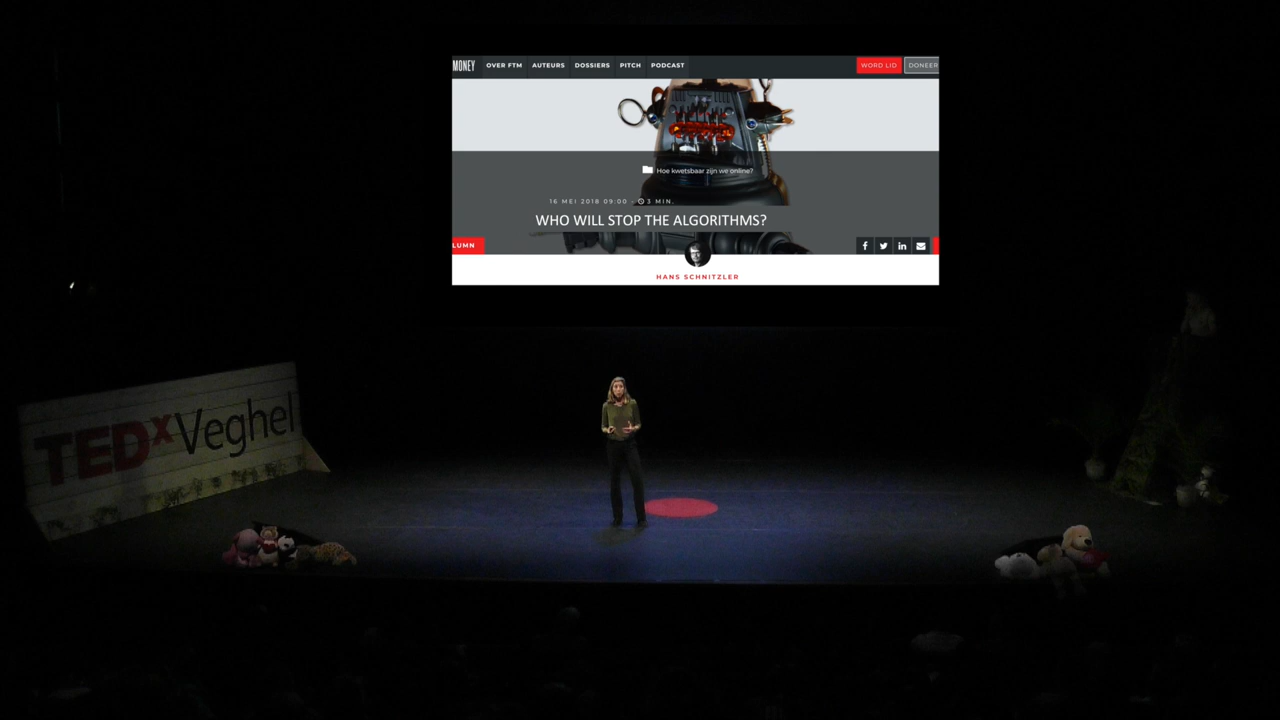 MONEY OVER FTM AUTEURS DOSSIERS PITCH PODCAST WORD LID DONEER
Hoe kwetsbaar zijn we online?
16 MEI 2018 09:00 - 3 MIN.
WHO WILL STOP THE ALGORITHMS?
LUMN
HANS SCHNITZLER
TEDxVeghel